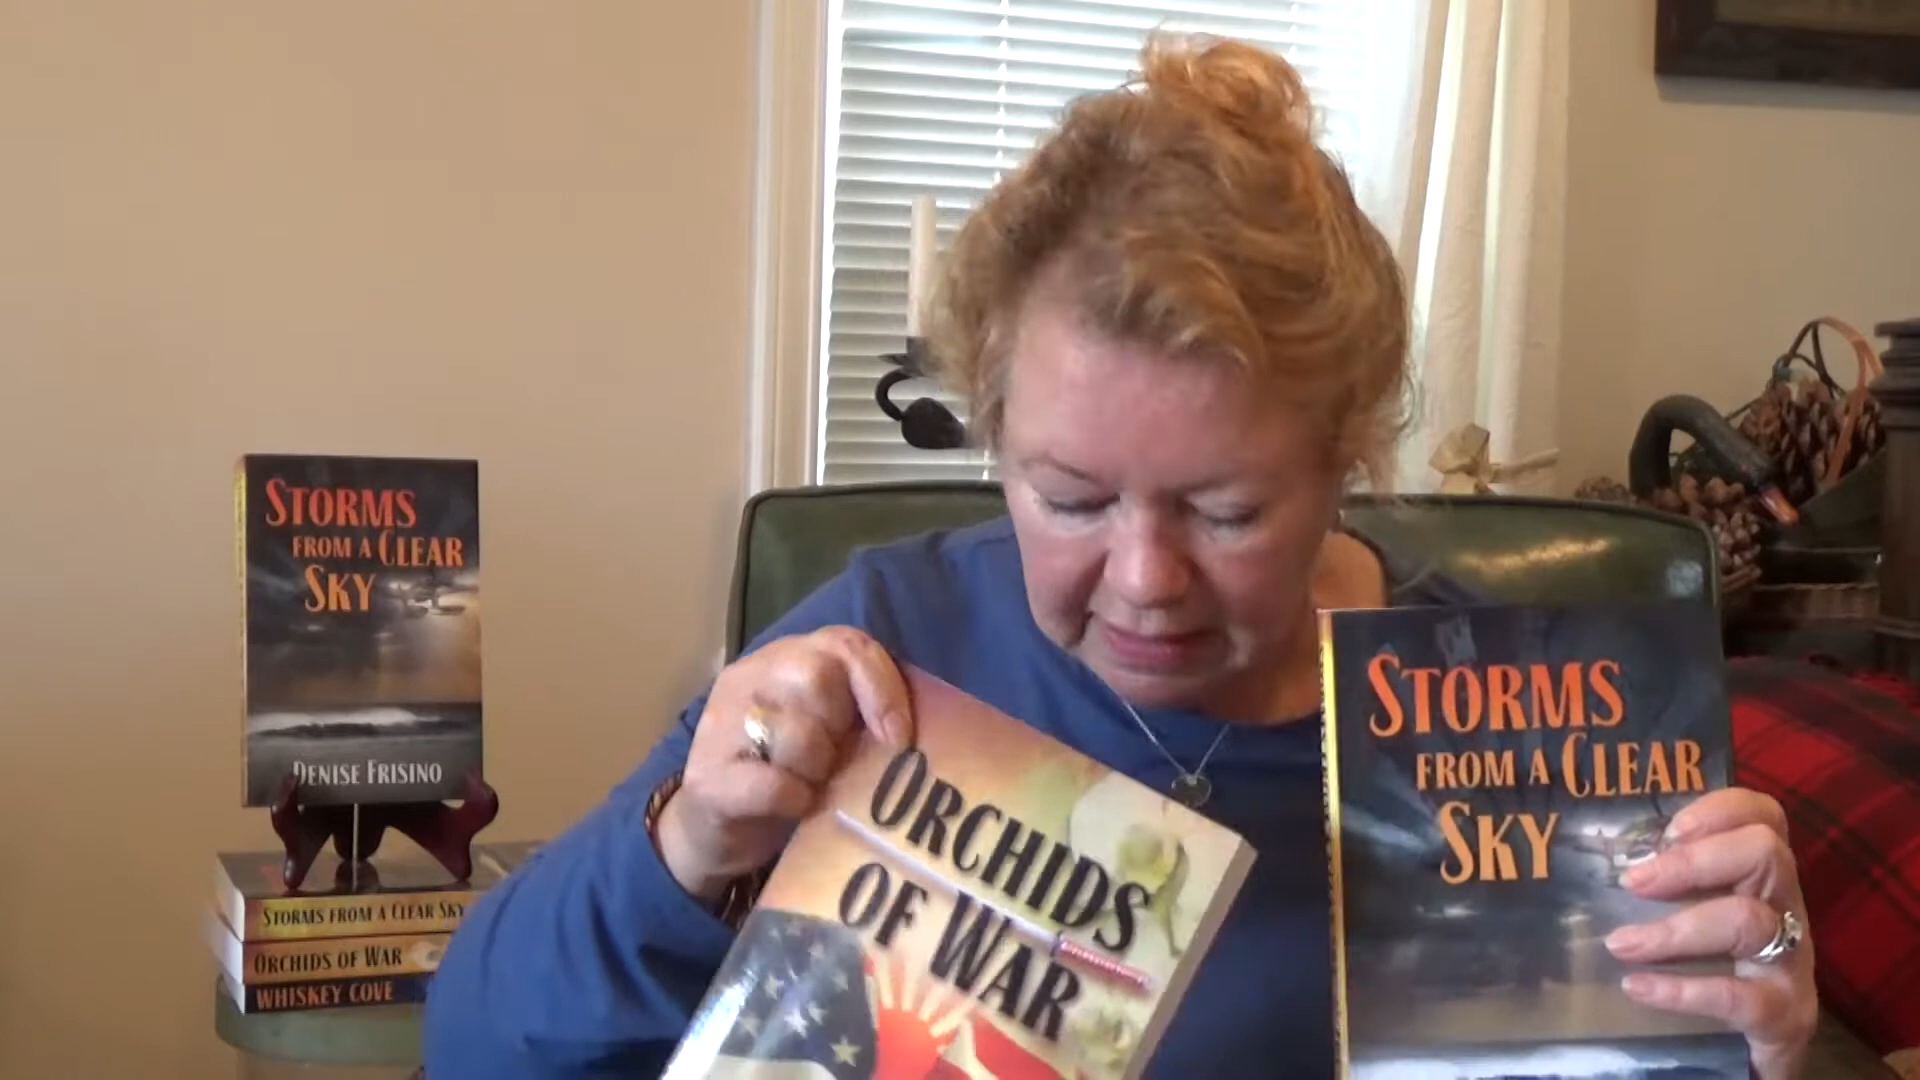 STORMS
FROM A CLEAR
SKY
DENISE FRISINO
STORMS FROM A CLEAR SKY
ORCHIDS OF WAR
WHISKEY COVE
ORCHIDS
OF WAR
STORMS
FROM A CLEAR
SKY